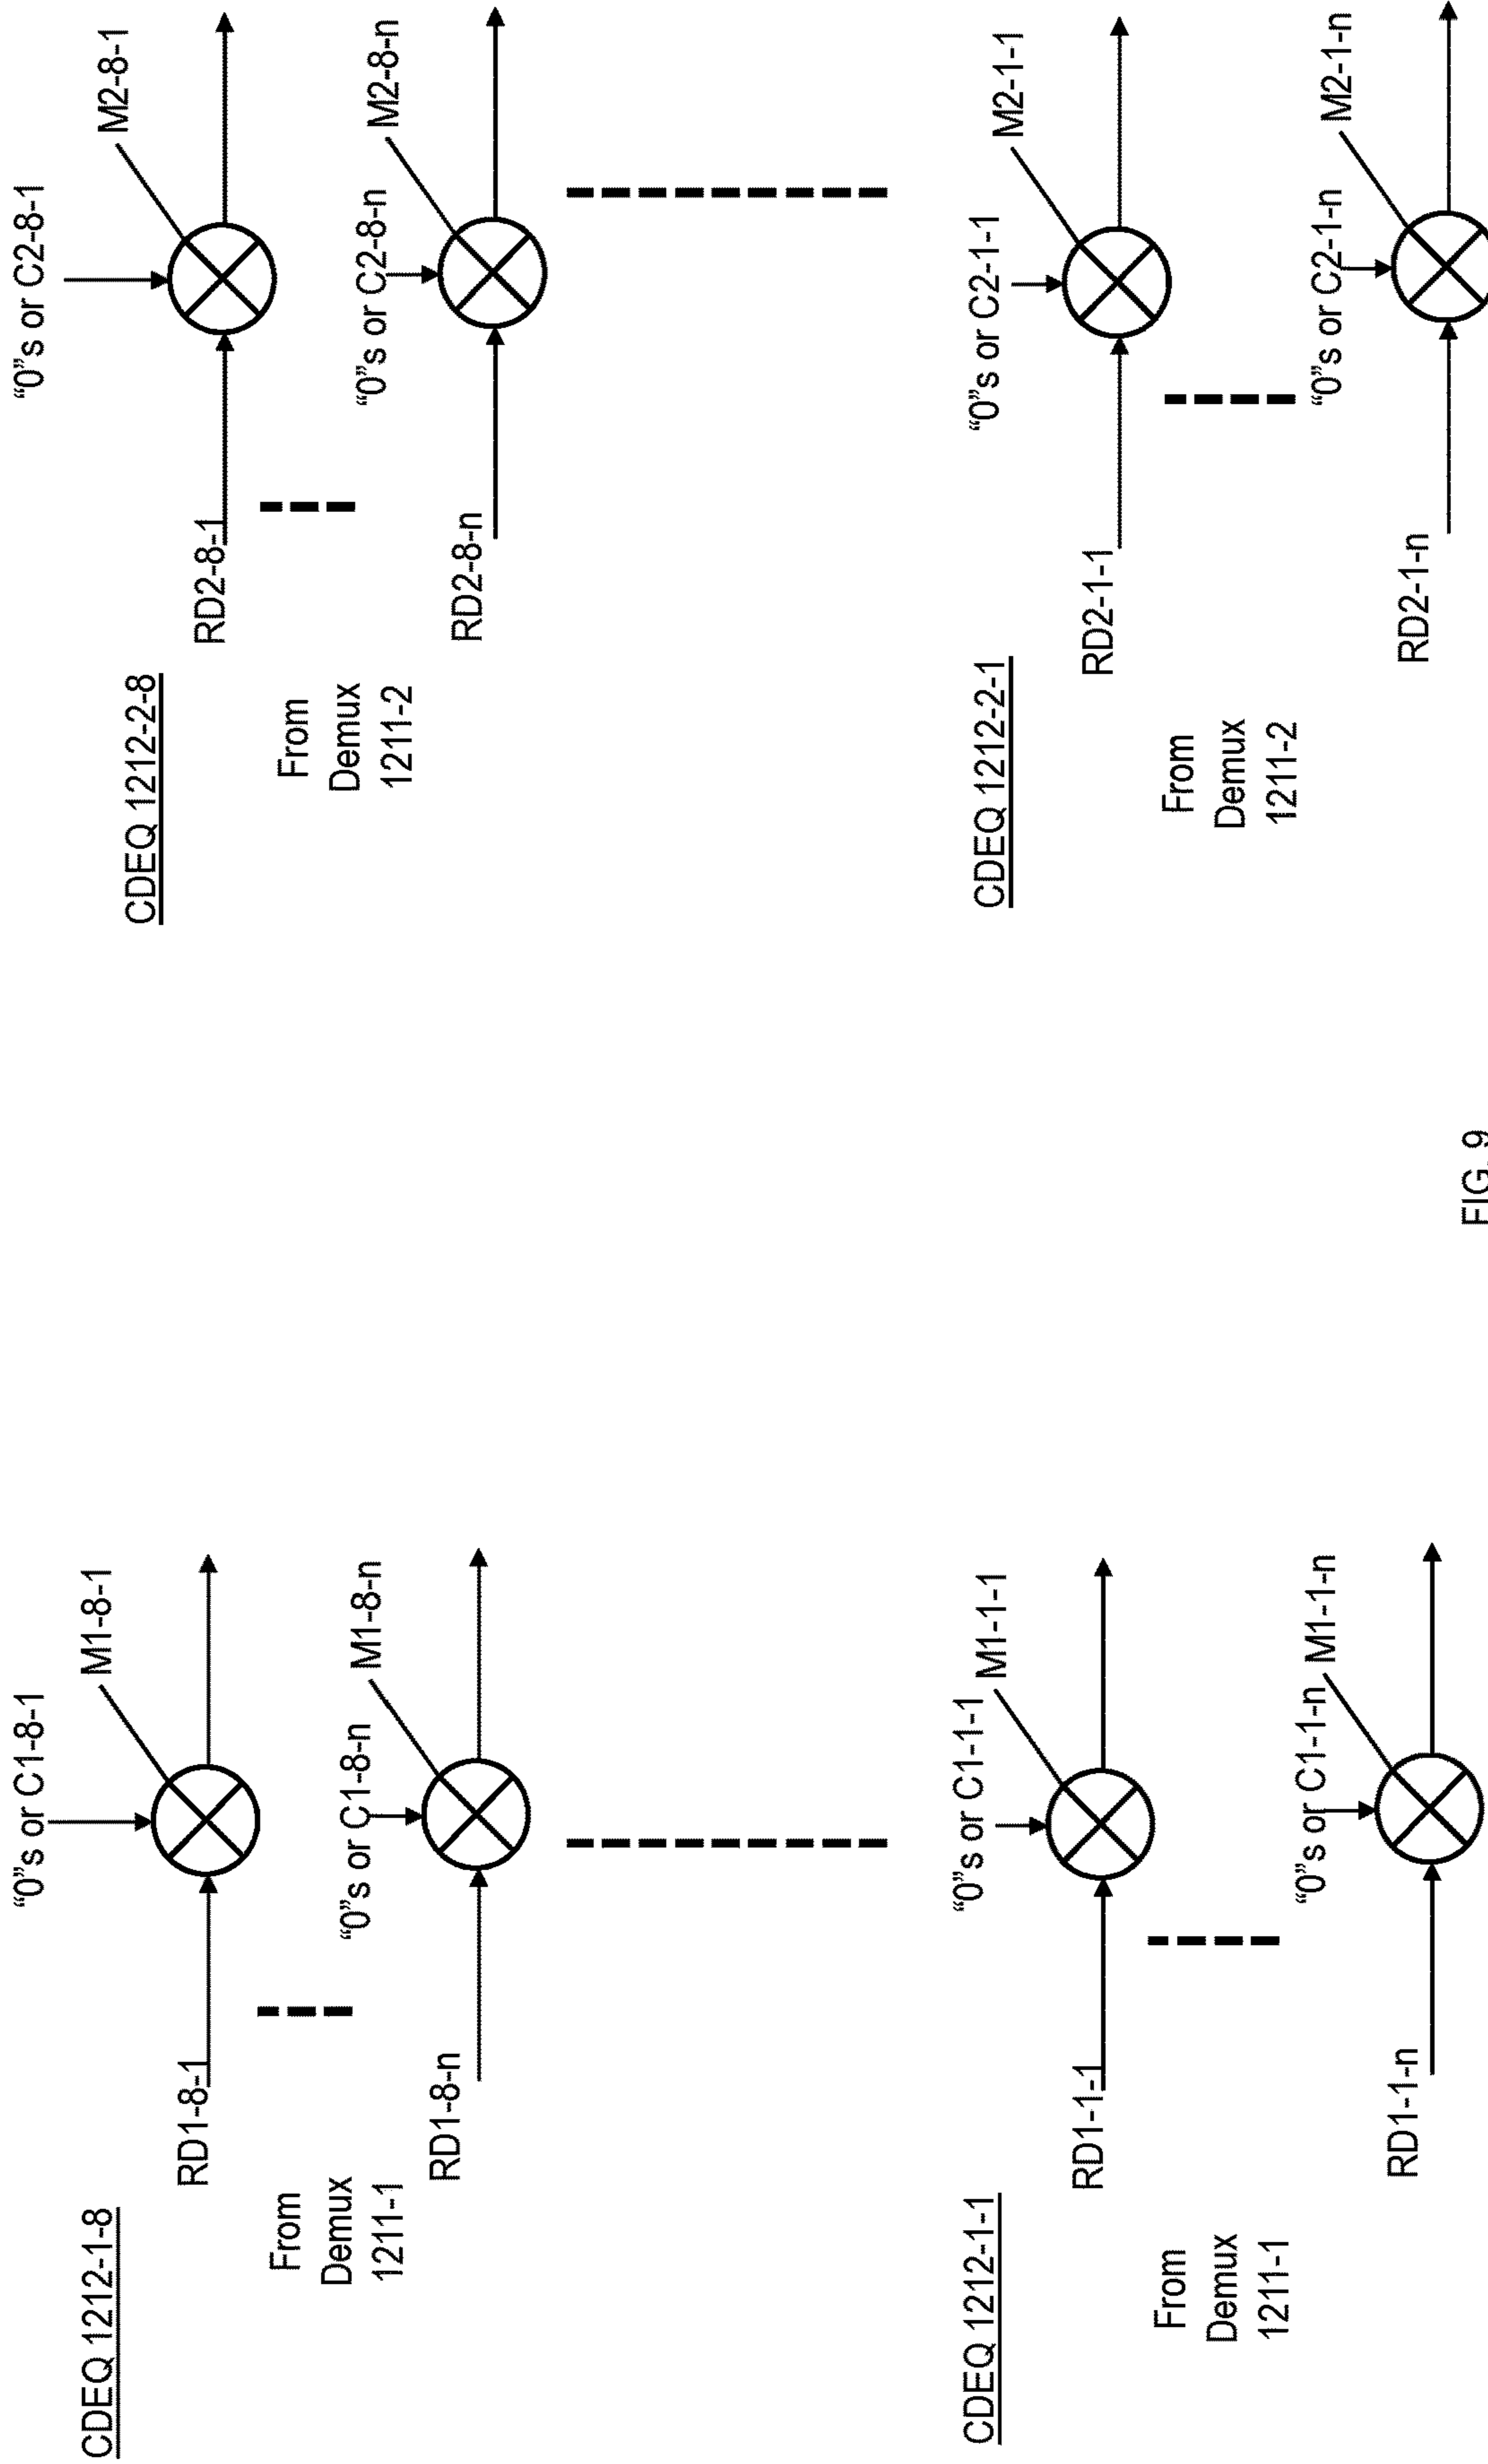 CDEQ 1212-1-8
"0"s or C1-8-1
M1-8-1
RD1-8-1
From
Demux
1211-1
"0"s or C1-8-n
M1-8-n
RD1-8-n
CDEQ 1212-1-1
"0"s or C1-1-1
M1-1-1
RD1-1-1
From
Demux
1211-1
"0"s or C1-1-n
M1-1-n
RD1-1-n
CDEQ 1212-2-8
"0"s or C2-8-1
M2-8-1
RD2-8-1
From
Demux
1211-2
"0"s or C2-8-n
M2-8-n
RD2-8-n
CDEQ 1212-2-1
"0"s or C2-1-1
M2-1-1
RD2-1-1
From
Demux
1211-2
"0"s or C2-1-n
M2-1-n
RD2-1-n
FIG. 9